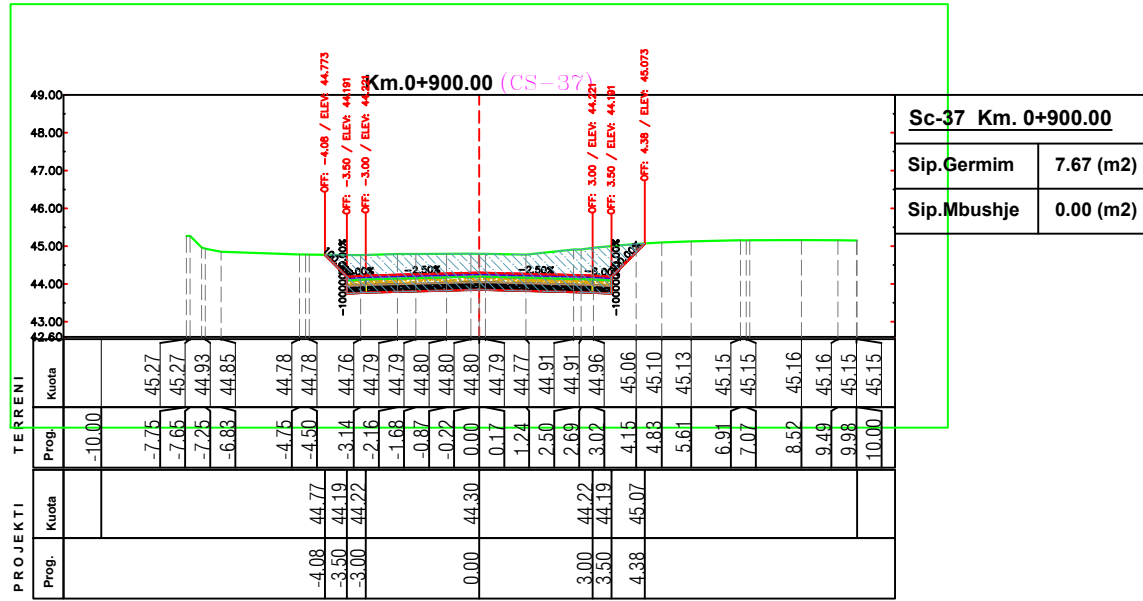 Km.0+900.00 (CS-37)
OFF: -4.08 / ELEV: 44.773
OFF: -3.50 / ELEV: 44.191
OFF: -3.00 / ELEV: 44.221
OFF: 3.00 / ELEV: 44.221
OFF: 3.50 / ELEV: 44.191
OFF: 4.38 / ELEV: 45.073
49.00
48.00
47.00
46.00
45.00
44.00
43.00
42.60
-2.50% -2.50%
Sc-37 Km. 0+900.00
Sip.Germim 7.67 (m2)
Sip.Mbushje 0.00 (m2)
TERRENI
Kuota 45.27 45.27 44.93 44.85 44.78 44.78 44.76 44.79 44.79 44.80 44.80 44.80 44.79 44.77 44.91 44.91 44.96 45.06 45.10 45.13 45.15 45.15 45.16 45.16 45.15 45.15
Prog. -10.00 -7.75 -7.65 -7.25 -6.83 -4.75 -4.50 -3.14 -2.16 -1.68 -0.87 -0.22 0.00 0.17 1.24 2.50 2.69 3.02 4.15 4.83 5.61 6.91 7.07 8.52 9.49 9.98 10.00
PROJEKTI
Kuota 44.77 44.19 44.22 44.30 44.22 44.19 45.07
Prog. -4.08 -3.50 -3.00 0.00 3.00 3.50 4.38